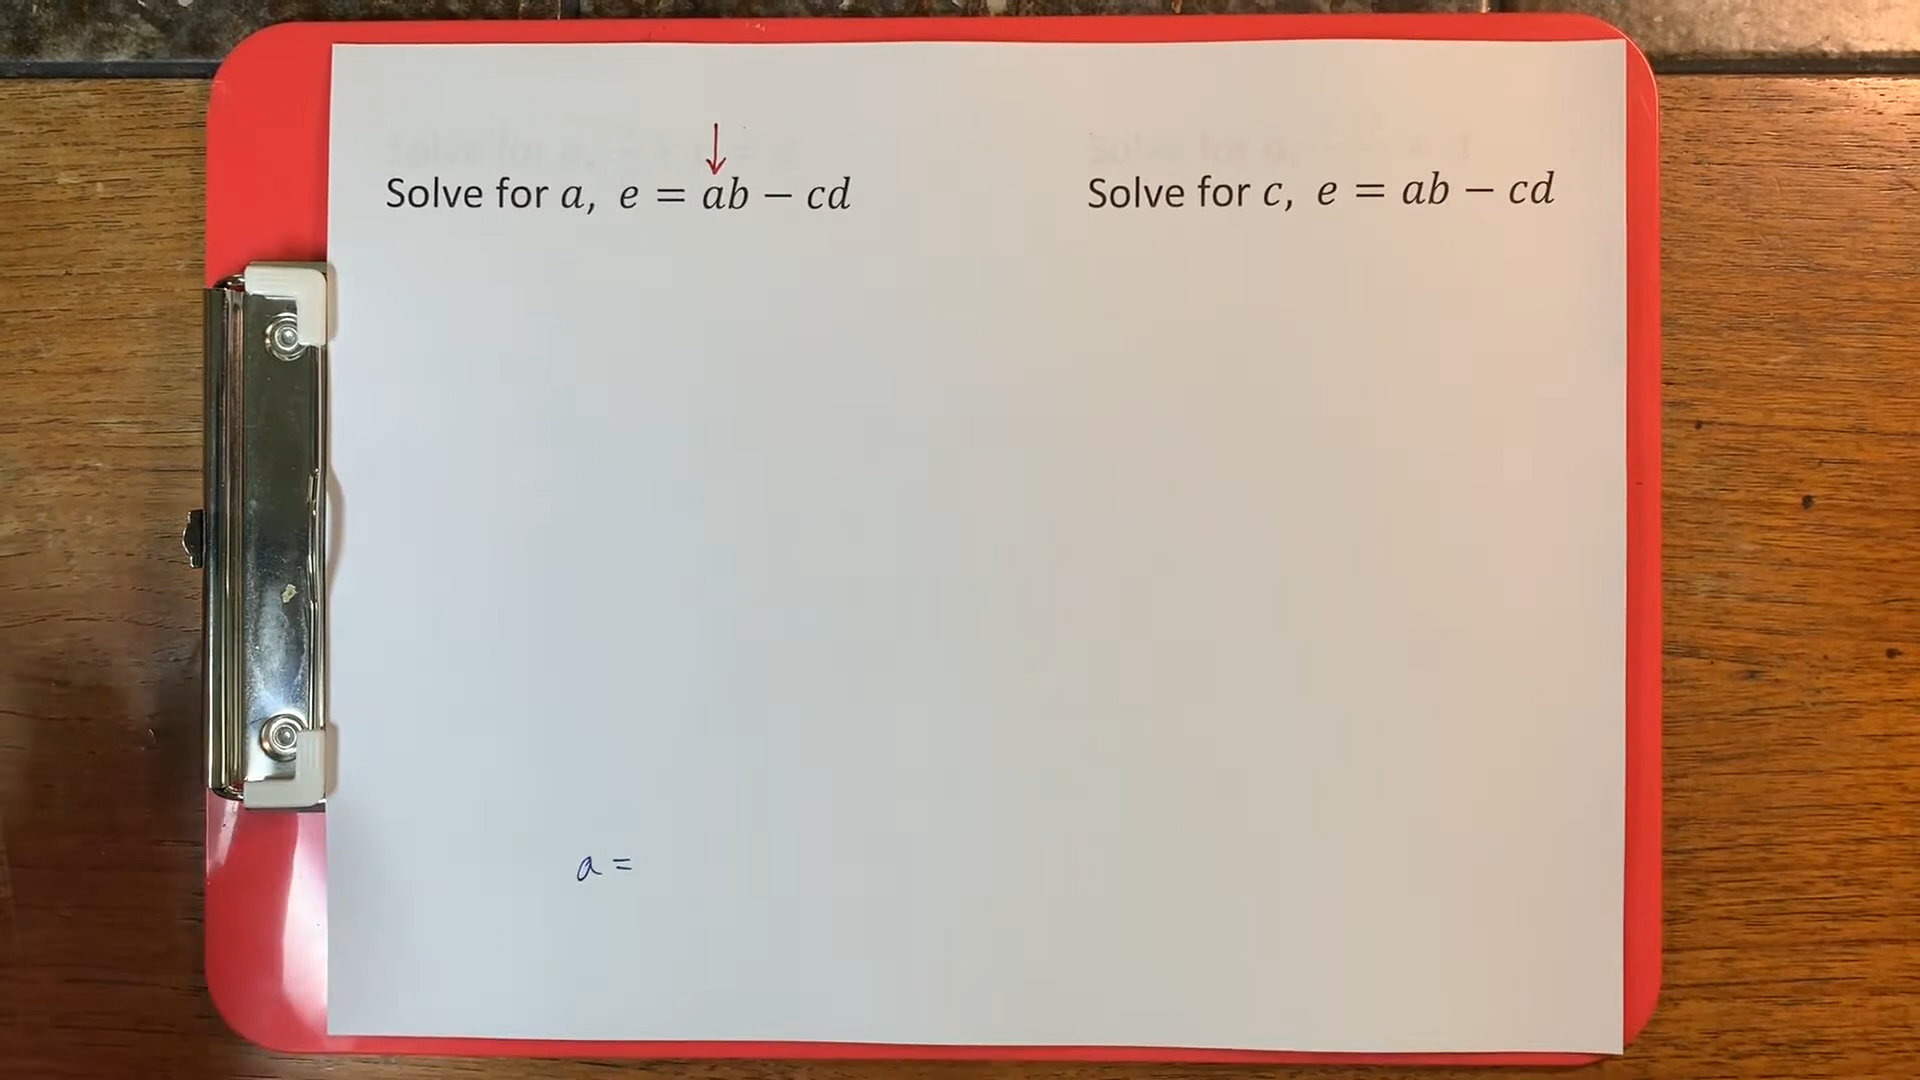 Solve for a, e = ab − cd
Solve for c, e = ab − cd
a =